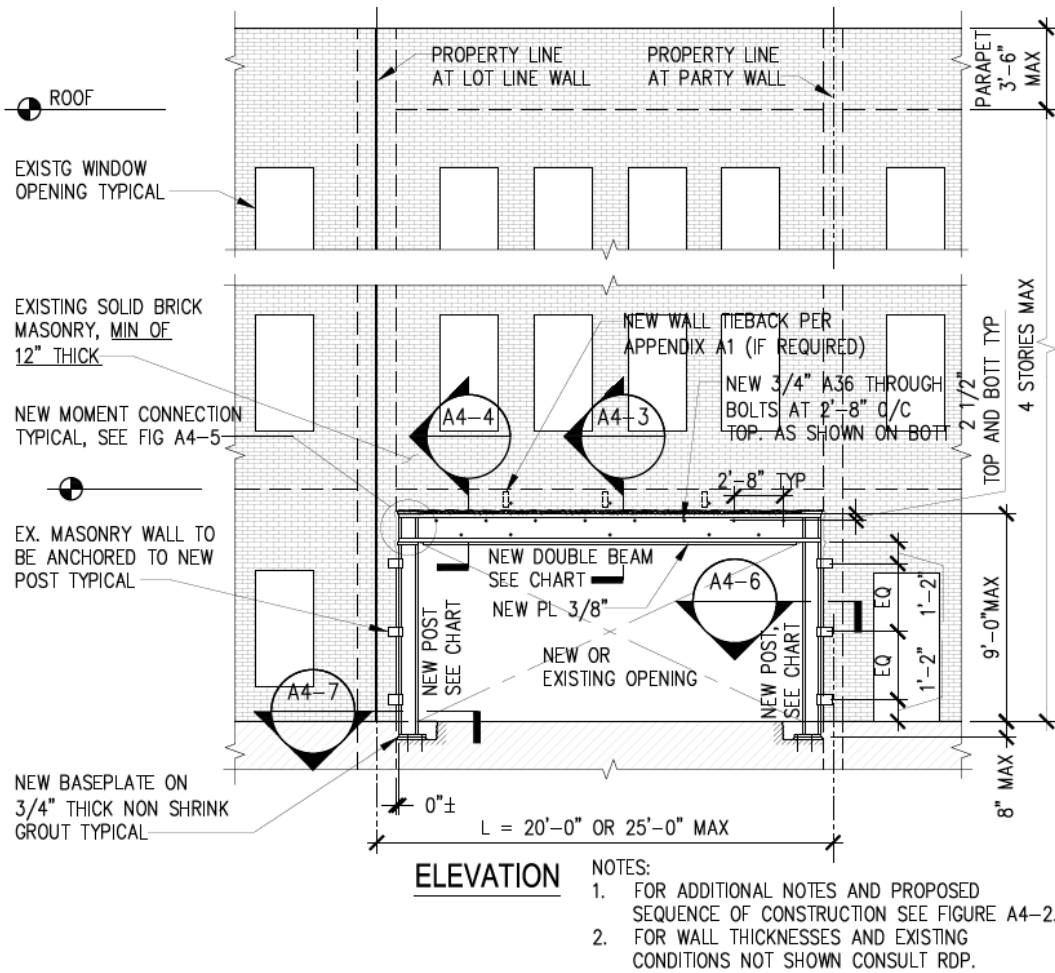 PROPERTY LINE
AT LOT LINE WALL
PROPERTY LINE
AT PARTY WALL
PARAPET
3'-6"
MAX
ROOF
EXISTG WINDOW
OPENING TYPICAL
EXISTING SOLID BRICK
MASONRY, MIN OF
12" THICK
NEW WALL TIEBACK PER
APPENDIX A1 (IF REQUIRED)
NEW 3/4" A36 THROUGH
BOLTS AT 2'-8" O/C
TOP. AS SHOWN ON BOTT
2 1/2"
TOP AND BOTT TYP
4 STORIES MAX
NEW MOMENT CONNECTION
TYPICAL, SEE FIG A4-5
A4-4
A4-3
2'-8" TYP
EX. MASONRY WALL TO
BE ANCHORED TO NEW
POST TYPICAL
NEW DOUBLE BEAM
SEE CHART
NEW PL 3/8"
A4-6
NEW POST
SEE CHART
NEW OR
EXISTING OPENING
NEW POST,
SEE CHART
EQ
EQ
1'-2"
1'-2"
9'-0"MAX
A4-7
NEW BASEPLATE ON
3/4" THICK NON SHRINK
GROUT TYPICAL
0"±
8" MAX
L = 20'-0" OR 25'-0" MAX
ELEVATION
NOTES:
1. FOR ADDITIONAL NOTES AND PROPOSED
SEQUENCE OF CONSTRUCTION SEE FIGURE A4-2.
2. FOR WALL THICKNESSES AND EXISTING
CONDITIONS NOT SHOWN CONSULT RDP.